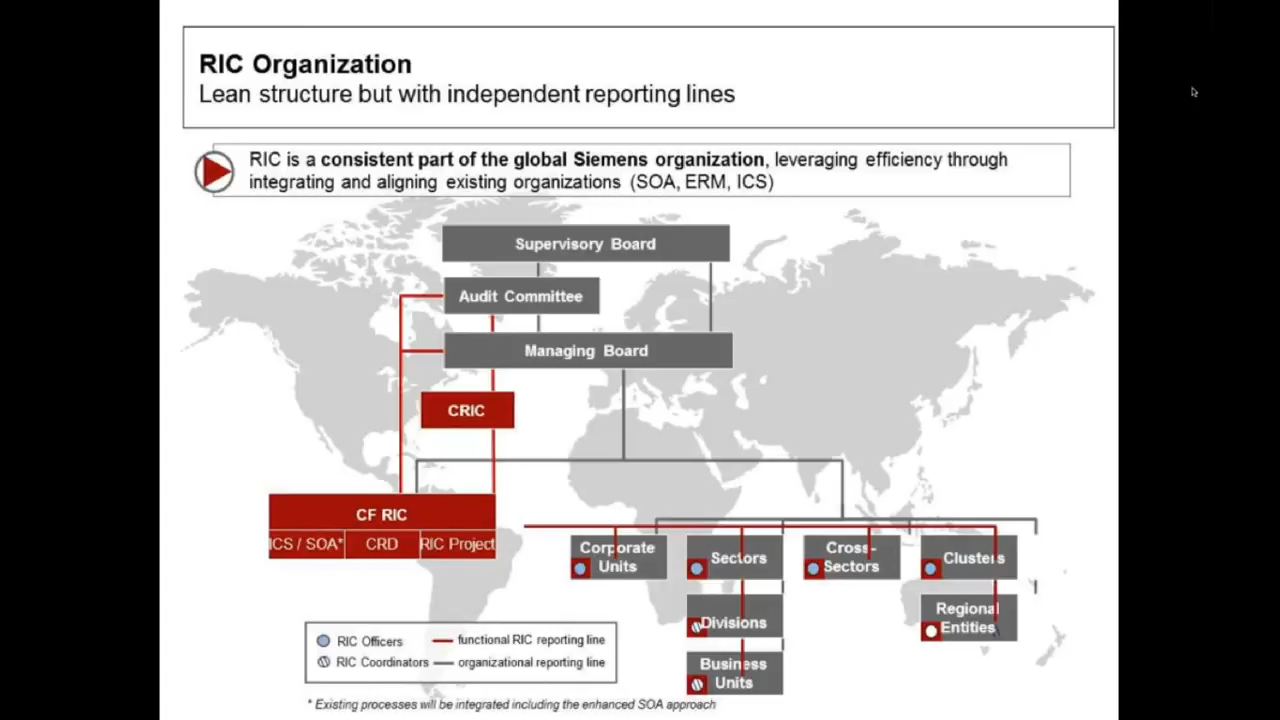 RIC Organization
Lean structure but with independent reporting lines
RIC is a consistent part of the global Siemens organization, leveraging efficiency through
integrating and aligning existing organizations (SOA, ERM, ICS)
Supervisory Board
Audit Committee
Managing Board
CRIC
CF RIC
ICS / SOA*
CRD
RIC Project
Corporate
Units
Sectors
Cross-
Sectors
Clusters
Divisions
Regional
Entities
Business
Units
RIC Officers
functional RIC reporting line
RIC Coordinators
organizational reporting line
* Existing processes will be integrated including the enhanced SOA approach